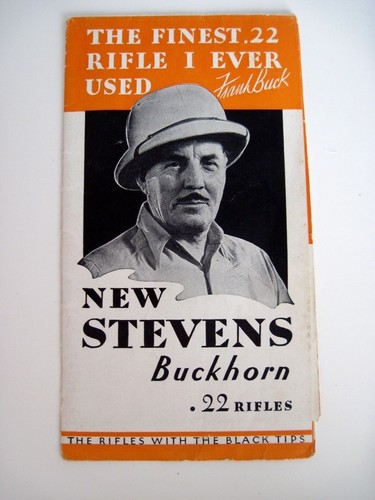 THE FINEST .22
RIFLE I EVER
USED Frank Buck
NEW
STEVENS
Buckhorn
.22 RIFLES
THE RIFLES WITH THE BLACK TIPS